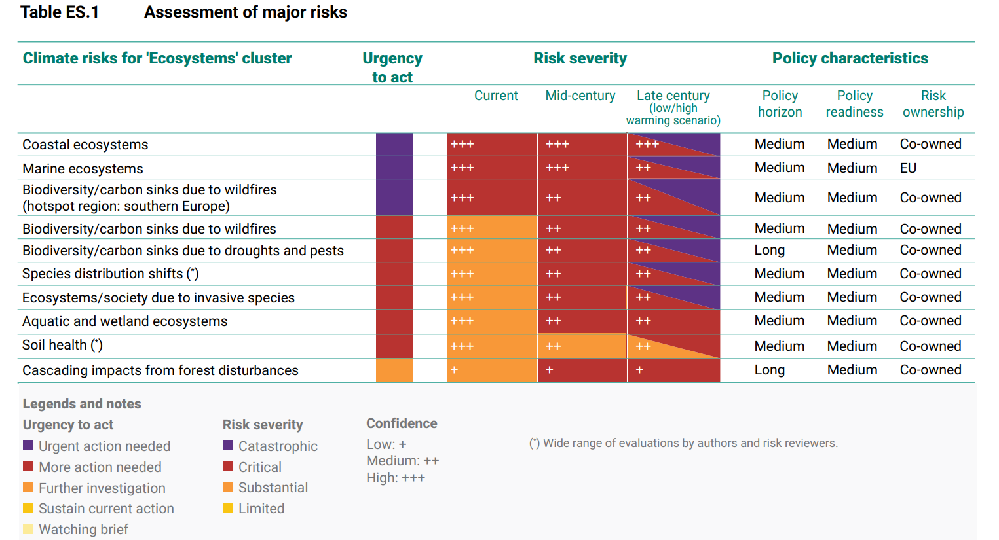 Table ES.1 Assessment of major risks
Climate risks for 'Ecosystems' cluster Urgency to act Risk severity Policy characteristics
Current Mid-century Late century (low/high warming scenario) Policy horizon Policy readiness Risk ownership
Coastal ecosystems +++ +++ +++ Medium Medium Co-owned
Marine ecosystems +++ +++ ++ Medium Medium EU
Biodiversity/carbon sinks due to wildfires
(hotspot region: southern Europe) +++ ++ ++ Medium Medium Co-owned
Biodiversity/carbon sinks due to wildfires +++ ++ ++ Medium Medium Co-owned
Biodiversity/carbon sinks due to droughts and pests +++ ++ ++ Long Medium Co-owned
Species distribution shifts (*) +++ ++ ++ Medium Medium Co-owned
Ecosystems/society due to invasive species +++ ++ ++ Medium Medium Co-owned
Aquatic and wetland ecosystems +++ ++ ++ Medium Medium Co-owned
Soil health (*) +++ ++ ++ Medium Medium Co-owned
Cascading impacts from forest disturbances + + + Long Medium Co-owned
Legends and notes
Urgency to act
Urgent action needed
More action needed
Further investigation
Sustain current action
Watching brief
Risk severity
Catastrophic
Critical
Substantial
Limited
Confidence
Low: +
Medium: ++
High: +++
(*) Wide range of evaluations by authors and risk reviewers.